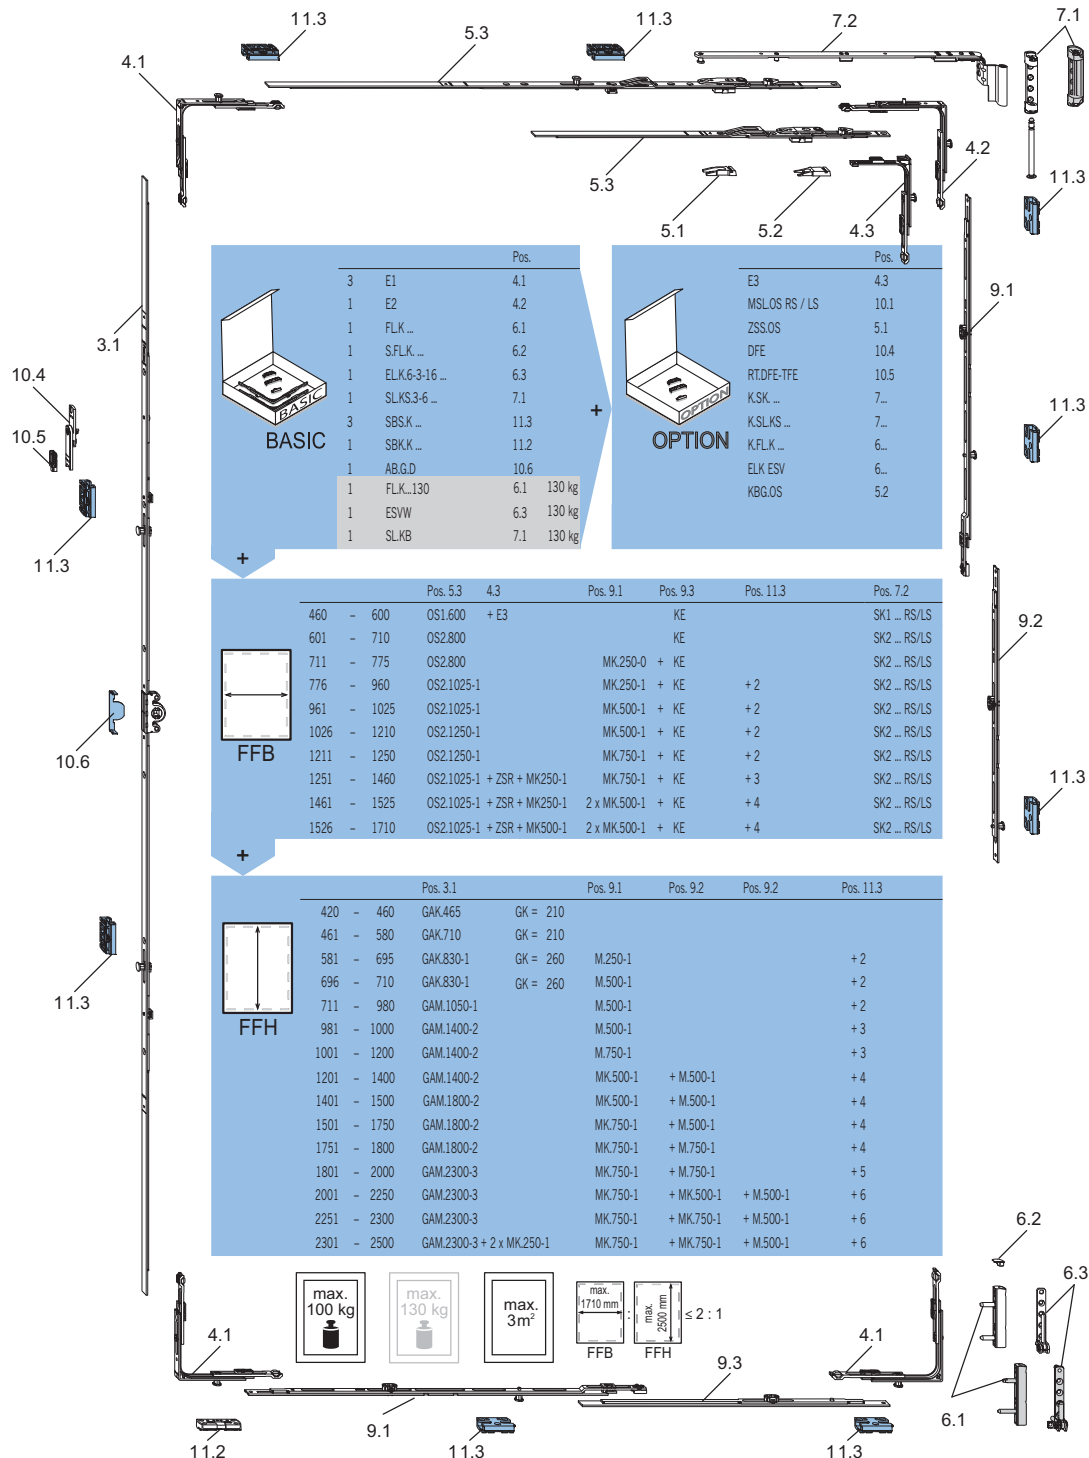 11.3 11.3 7.2 7.1
5.3
4.1
5.3
4.2
11.3
5.1 5.2 4.3
Pos.
3 E1 4.1
1 E2 4.2
1 FL.K ... 6.1
1 S.FL.K. ... 6.2
1 EL.K.6-3-16 ... 6.3
1 SL.KS.3-6 ... 7.1
3 SBS.K ... 11.3
1 SBK.K ... 11.2
1 AB.G.D 10.6
1 FL.K...130 6.1 130 kg
1 ESVW 6.3 130 kg
1 SL.KB 7.1 130 kg
BASIC
BASIC
+
Pos.
E3 4.3
MSL.OS RS / LS 10.1
ZSS.OS 5.1
DFE 10.4
RT.DFE-TFE 10.5
K.SK. ... 7...
K.SL.KS ... 7...
K.FL.K ... 6...
ELK ESV 6...
KBG.OS 5.2
OPTION
OPTION
3.1
9.1
10.4
10.5
11.3
11.3
+
Pos. 5.3 4.3 Pos. 9.1 Pos. 9.3 Pos. 11.3 Pos. 7.2
460 – 600 OS1.600 + E3 KE SK1 ... RS/LS
601 – 710 OS2.800 KE SK2 ... RS/LS
711 – 775 OS2.800 MK.250-0 + KE SK2 ... RS/LS
776 – 960 OS2.1025-1 MK.250-1 + KE + 2 SK2 ... RS/LS
961 – 1025 OS2.1025-1 MK.500-1 + KE + 2 SK2 ... RS/LS
1026 – 1210 OS2.1250-1 MK.500-1 + KE + 2 SK2 ... RS/LS
1211 – 1250 OS2.1250-1 MK.750-1 + KE + 2 SK2 ... RS/LS
1251 – 1460 OS2.1025-1 + ZSR + MK250-1 MK.750-1 + KE + 3 SK2 ... RS/LS
1461 – 1525 OS2.1025-1 + ZSR + MK250-1 2 x MK.500-1 + KE + 4 SK2 ... RS/LS
1526 – 1710 OS2.1025-1 + ZSR + MK500-1 2 x MK.500-1 + KE + 4 SK2 ... RS/LS
FFB
9.2
10.6
11.3
+
Pos. 3.1 Pos. 9.1 Pos. 9.2 Pos. 9.2 Pos. 11.3
420 – 460 GAK.465 GK = 210
461 – 580 GAK.710 GK = 210
581 – 695 GAK.830-1 GK = 260 M.250-1 + 2
696 – 710 GAK.830-1 GK = 260 M.500-1 + 2
711 – 980 GAM.1050-1 M.500-1 + 2
981 – 1000 GAM.1400-2 M.500-1 + 3
1001 – 1200 GAM.1400-2 M.750-1 + 3
1201 – 1400 GAM.1400-2 MK.500-1 + M.500-1 + 4
1401 – 1500 GAM.1800-2 MK.500-1 + M.500-1 + 4
1501 – 1750 GAM.1800-2 MK.750-1 + M.500-1 + 4
1751 – 1800 GAM.1800-2 MK.750-1 + M.750-1 + 4
1801 – 2000 GAM.2300-3 MK.750-1 + M.750-1 + 5
2001 – 2250 GAM.2300-3 MK.750-1 + MK.500-1 + M.500-1 + 6
2251 – 2300 GAM.2300-3 MK.750-1 + MK.750-1 + M.500-1 + 6
2301 – 2500 GAM.2300-3 + 2 x MK.250-1 MK.750-1 + MK.750-1 + M.500-1 + 6
FFH
11.3
6.2
6.3
max.
100 kg
max.
130 kg
max.
3m²
max.
1710 mm
FFB
:
max.
2500 mm
FFH
≤ 2 : 1
4.1
4.1
9.3
9.1
6.1
11.2 11.3 11.3